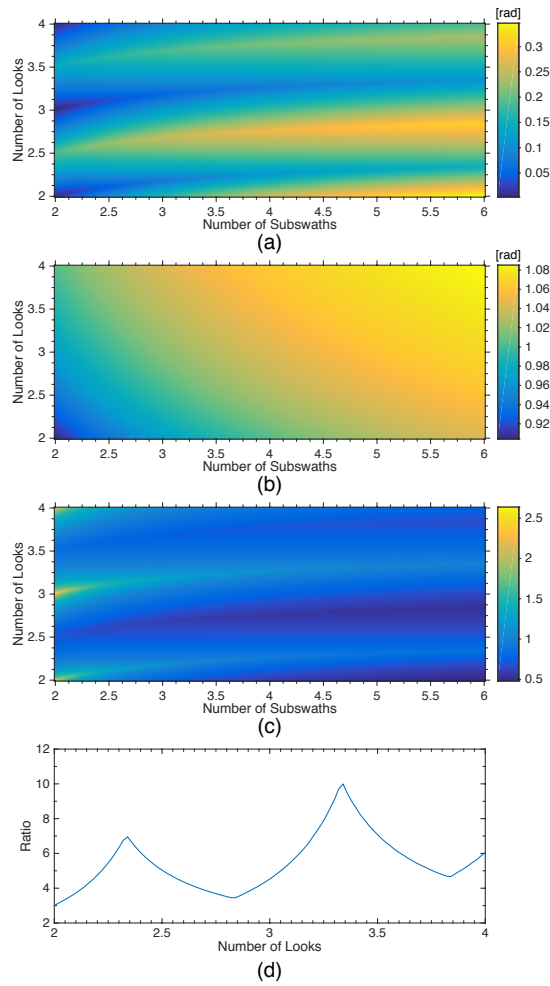 [rad]
4
3.5
3
2.5
2
Number of Looks
0.3
0.25
0.2
0.15
0.1
0.05
2 2.5 3 3.5 4 4.5 5 5.5 6
Number of Subswaths
(a)
[rad]
4
3.5
3
2.5
2
Number of Looks
1.08
1.06
1.04
1.02
1
0.98
0.96
0.94
0.92
2 2.5 3 3.5 4 4.5 5 5.5 6
Number of Subswaths
(b)
4
3.5
3
2.5
2
Number of Looks
2.5
2
1.5
1
0.5
2 2.5 3 3.5 4 4.5 5 5.5 6
Number of Subswaths
(c)
12
10
8
6
4
2
Ratio
2 2.5 3 3.5 4
Number of Looks
(d)